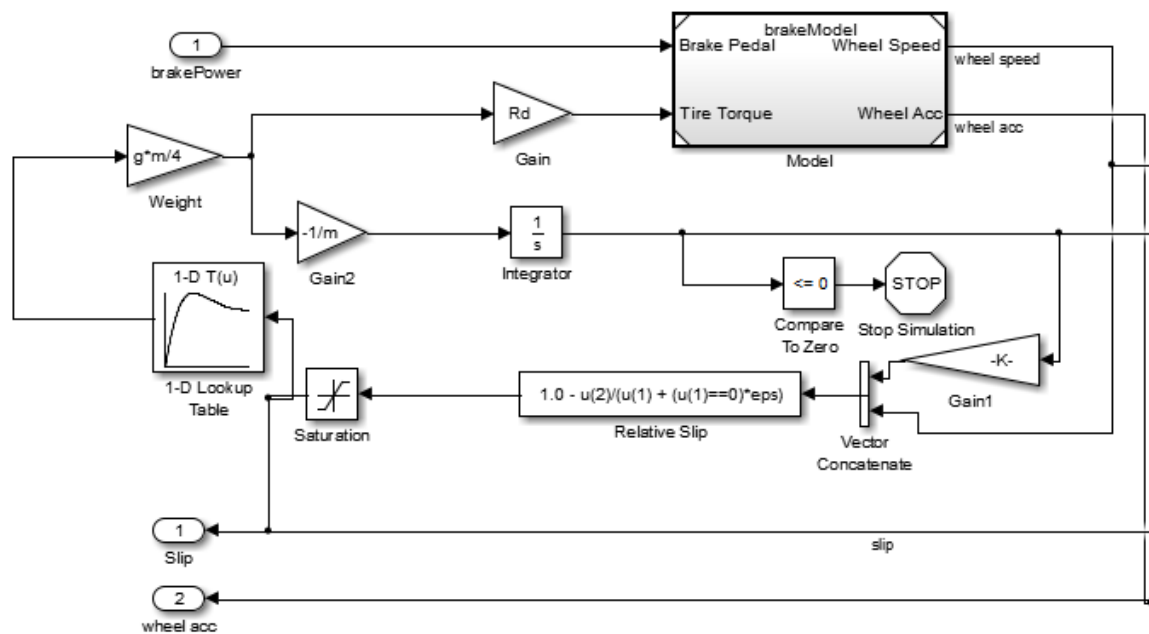 1
brakePower
brakeModel
Brake Pedal
Wheel Speed
wheel speed
Tire Torque
Wheel Acc
wheel acc
Model
Rd
Gain
g*m/4
Weight
-1/m
Gain2
1
s
Integrator
<= 0
Compare
To Zero
STOP
Stop Simulation
1-D T(u)
1-D Lookup
Table
-K-
Gain1
Saturation
1.0 - u(2)/(u(1) + (u(1)==0)*eps)
Relative Slip
Vector
Concatenate
1
Slip
slip
2
wheel acc